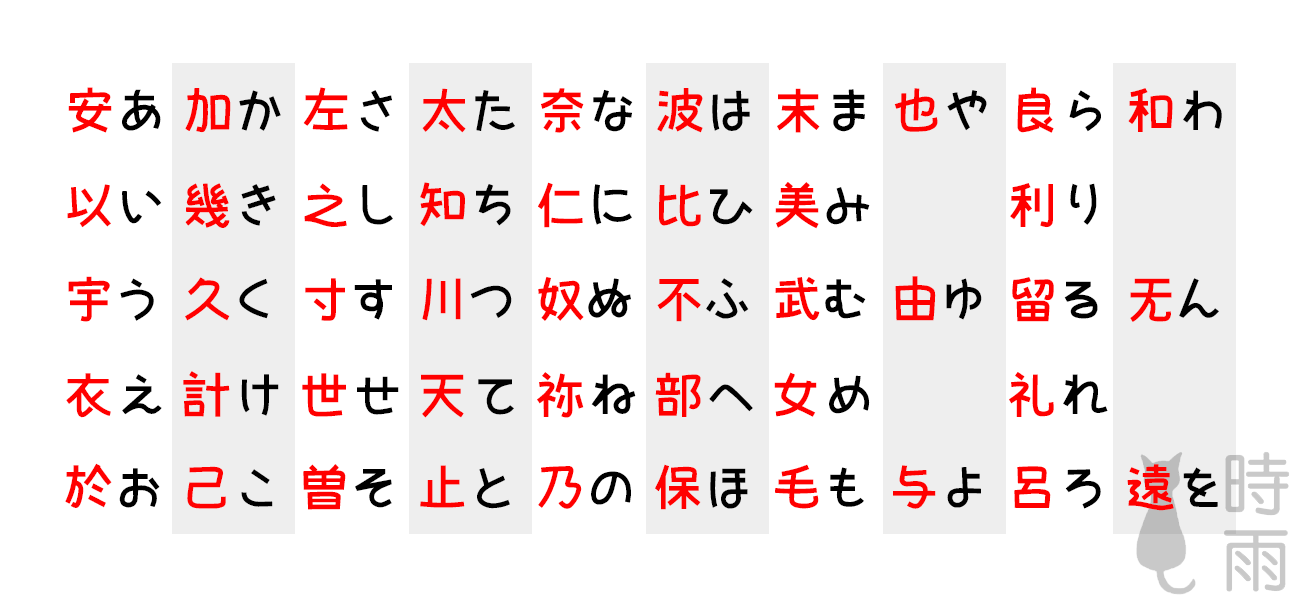 安あ 加か 左さ 太た 奈な 波は 末ま 也や 良ら 和わ
以い 幾き 之し 知ち 仁に 比ひ 美み 利り
宇う 久く 寸す 川つ 奴ぬ 不ふ 武む 由ゆ 留る 无ん
衣え 計け 世せ 天て 祢ね 部へ 女め 礼れ
於お 己こ 曽そ 止と 乃の 保ほ 毛も 与よ 呂ろ 遠を
時雨